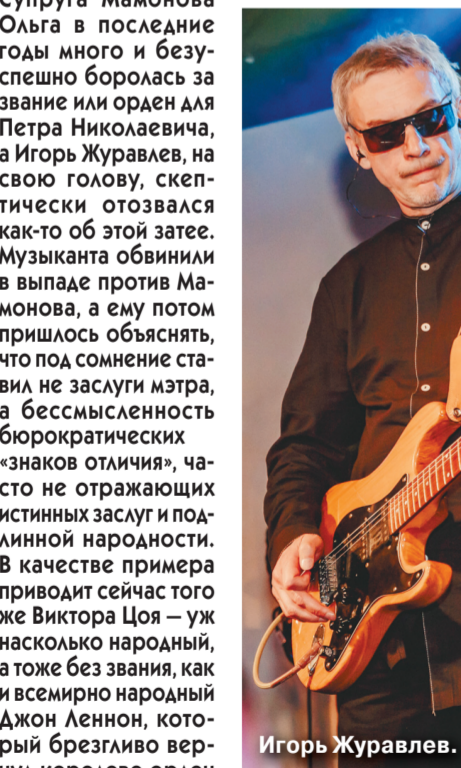 Супруга Мамонова
Ольга в последние
годы много и безу-
спешно боролась за
звание или орден для
Петра Николаевича,
а Игорь Журавлев, на
свою голову, скеп-
тически отозвался
как-то об этой затее.
Музыканта обвинили
в выпаде против Ма-
монова, а ему потом
пришлось объяснять,
что под сомнение ста-
вил не заслуги мэтра,
а бессмысленность
бюрократических
«знаков отличия», ча-
сто не отражающих
истинных заслуг и под-
линной народности.
В качестве примера
приводит сейчас того
же Виктора Цоя — уж
насколько народный,
а тоже без звания, как
и всемирно народный
Джон Леннон, кото-
рый брезгливо вер-
нул королеве орден
Игорь Журавлев.